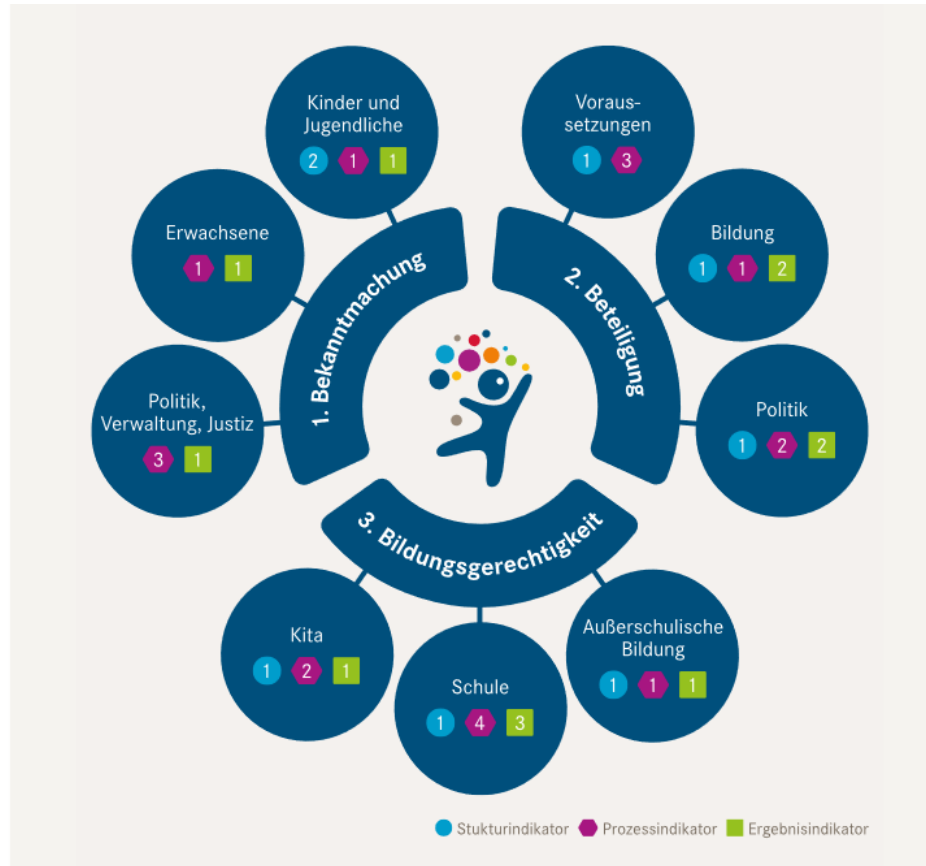 1. Bekanntmachung
Kinder und
Jugendliche
2 1 1
Erwachsene
1 1
Politik,
Verwaltung, Justiz
3 1
2. Beteiligung
Voraus-
setzungen
1 3
Bildung
1 1 2
Politik
1 2 2
3. Bildungsgerechtigkeit
Kita
1 2 1
Schule
1 4 3
Außerschulische
Bildung
1 1 1
Stukturindikator Prozessindikator Ergebnisindikator